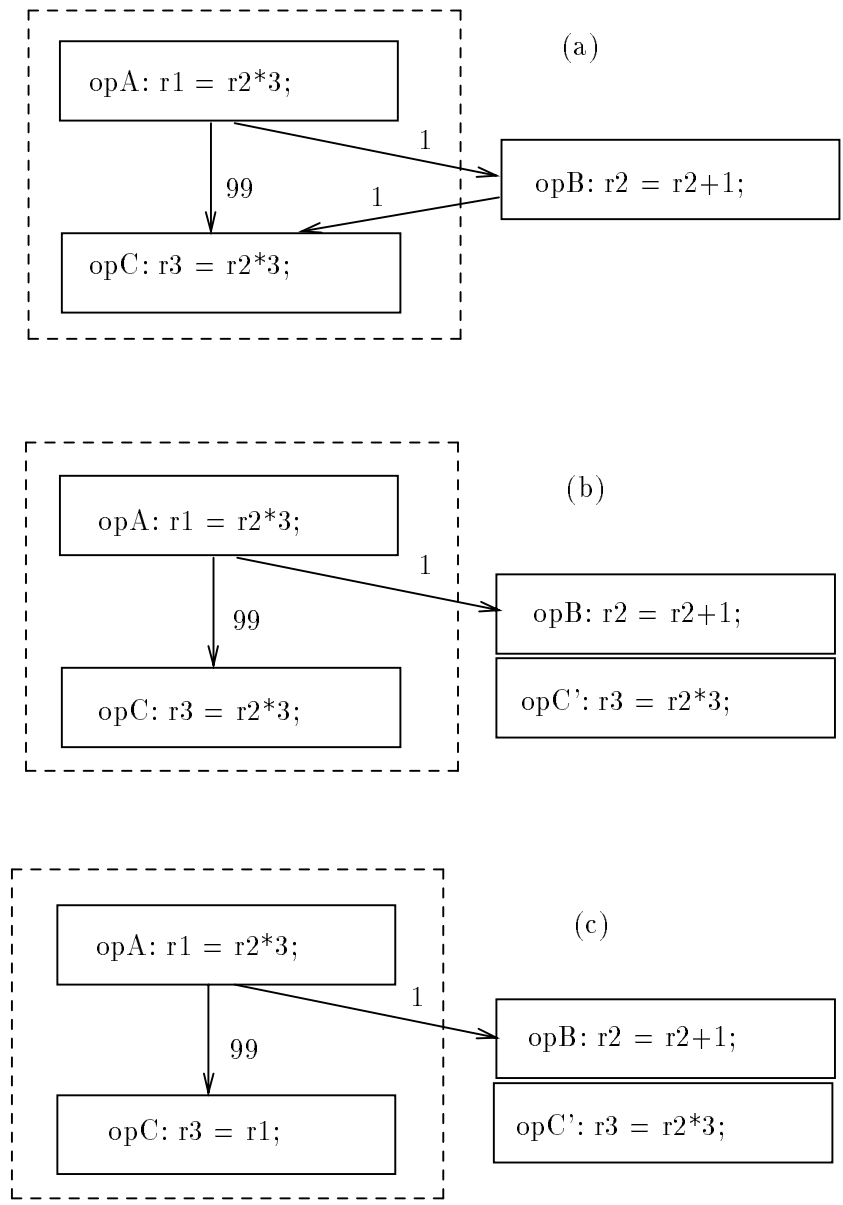 (a)
opA: r1 = r2*3;
1
opB: r2 = r2+1;
99
1
opC: r3 = r2*3;
(b)
opA: r1 = r2*3;
1
opB: r2 = r2+1;
99
opC: r3 = r2*3;
opC': r3 = r2*3;
(c)
opA: r1 = r2*3;
1
opB: r2 = r2+1;
99
opC: r3 = r1;
opC': r3 = r2*3;